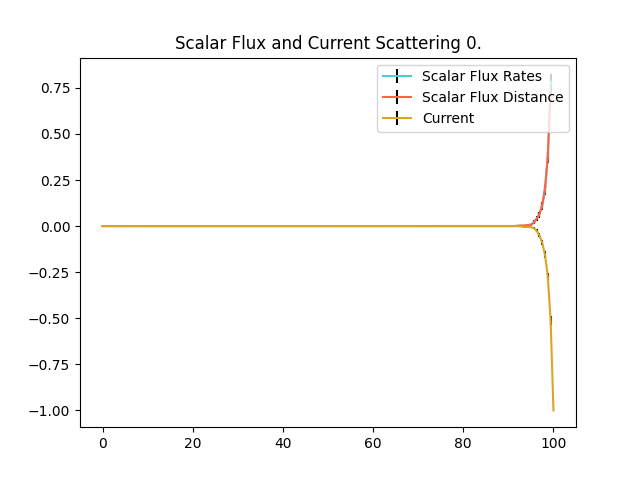 Scalar Flux and Current Scattering 0.
Scalar Flux Rates
Scalar Flux Distance
Current
0.75
0.50
0.25
0.00
−0.25
−0.50
−0.75
−1.00
0 20 40 60 80 100